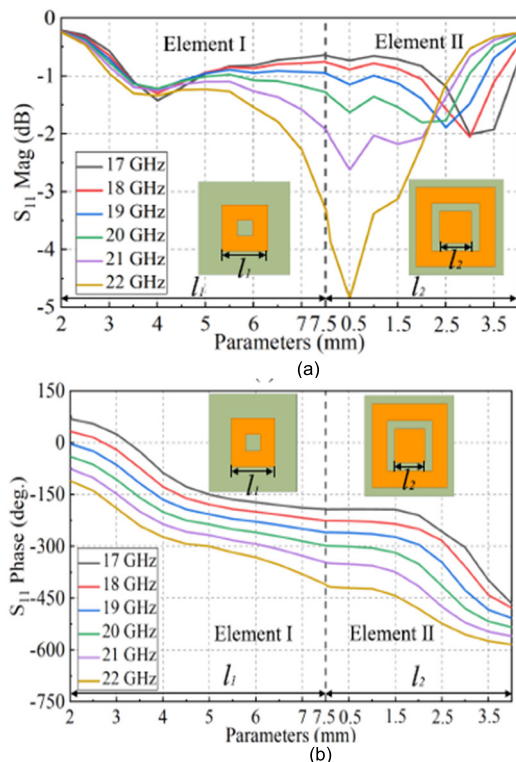 (a)
0
-1
-2
-3
-4
-5
S11 Mag (dB)
Element I
Element II
17 GHz
18 GHz
19 GHz
20 GHz
21 GHz
22 GHz
l1
l2
l1
l2
2 3 4 5 6 7 7.5 0.5 1.5 2.5 3.5
Parameters (mm)
(a)
150
0
-150
-300
-450
-600
-750
S11 Phase (deg.)
l1
l2
17 GHz
18 GHz
19 GHz
20 GHz
21 GHz
22 GHz
Element I
Element II
l1
l2
2 3 4 5 6 7 7.5 0.5 1.5 2.5 3.5
Parameters (mm)
(b)